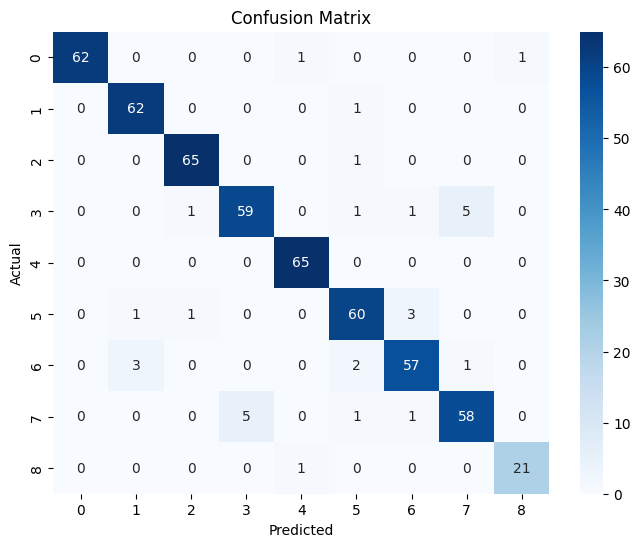 Confusion Matrix
0 62 0 0 0 1 0 0 0 1
1 0 62 0 0 0 1 0 0 0
2 0 0 65 0 0 1 0 0 0
3 0 0 1 59 0 1 1 5 0
4 0 0 0 0 65 0 0 0 0
5 0 1 1 0 0 60 3 0 0
6 0 3 0 0 0 2 57 1 0
7 0 0 0 5 0 1 1 58 0
8 0 0 0 0 1 0 0 0 21
0 1 2 3 4 5 6 7 8
Actual
Predicted
60
50
40
30
20
10
0